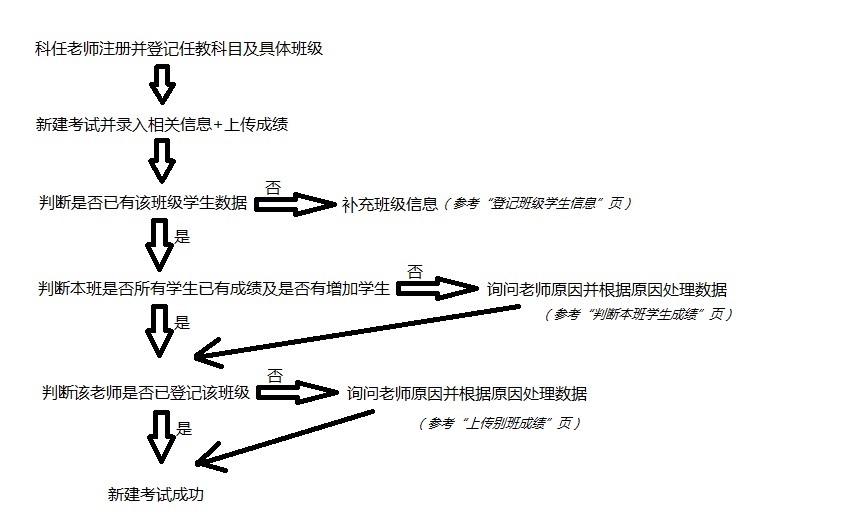 科任老师注册并登记任教科目及具体班级
新建考试并录入相关信息+上传成绩
否
判断是否已有该班级学生数据
补充班级信息（参考“登记班级学生信息”页）
是
否
判断本班是否所有学生已有成绩及是否有增加学生
询问老师原因并根据原因处理数据
（参考“判断本班学生成绩”页）
是
否
判断该老师是否已登记该班级
询问老师原因并根据原因处理数据
（参考“上传别班成绩”页）
是
新建考试成功